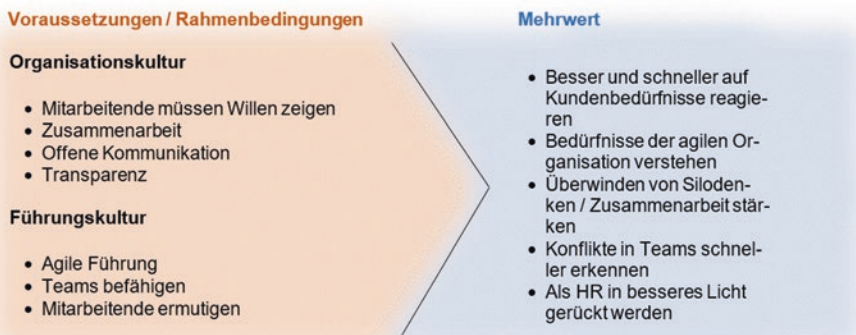 Voraussetzungen / Rahmenbedingungen
Organisationskultur
• Mitarbeitende müssen Willen zeigen
• Zusammenarbeit
• Offene Kommunikation
• Transparenz
Führungskultur
• Agile Führung
• Teams befähigen
• Mitarbeitende ermutigen
Mehrwert
• Besser und schneller auf
Kundenbedürfnisse reagie-
ren
• Bedürfnisse der agilen Or-
ganisation verstehen
• Überwinden von Siloden-
ken / Zusammenarbeit stär-
ken
• Konflikte in Teams schnel-
ler erkennen
• Als HR in besseres Licht
gerückt werden